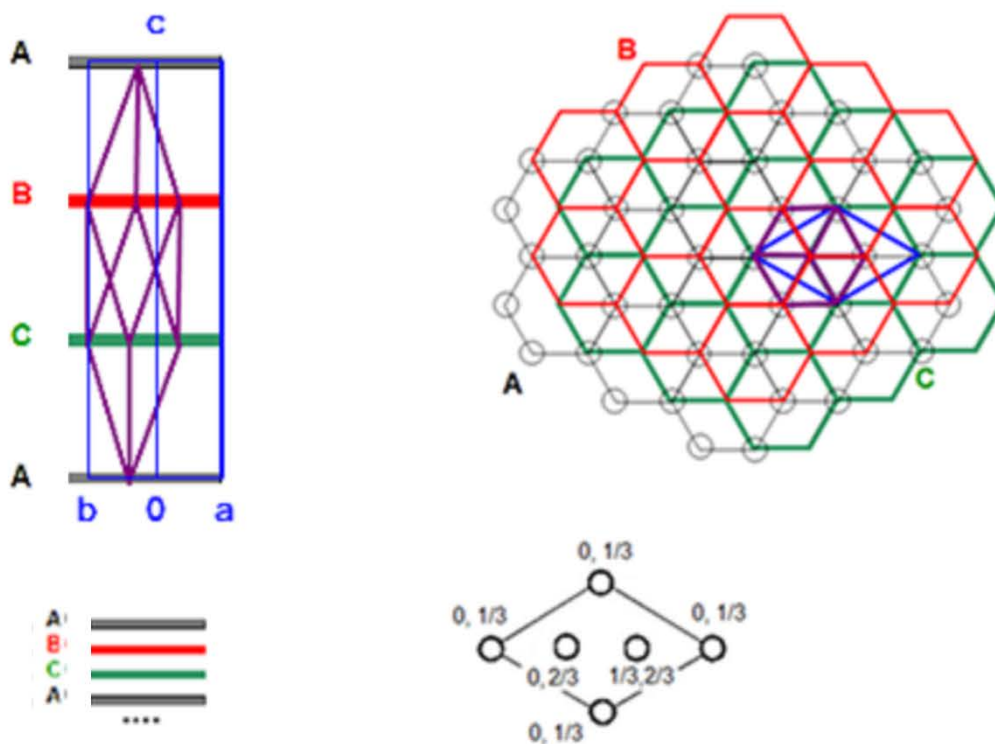 c
A
B
C
A
b 0 a
B
A
C
A
B
C
A
....
0, 1/3
0, 1/3
0, 1/3
0, 2/3
1/3,2/3
0, 1/3